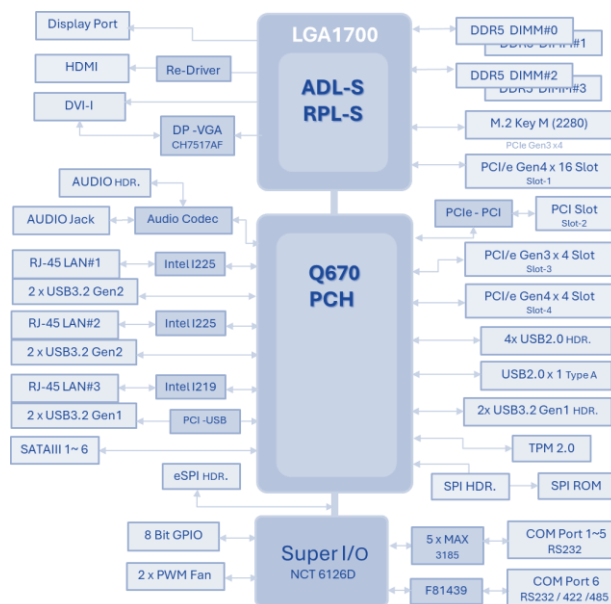 Display Port
LGA1700
DDR5 DIMM#0
DDR5 DIMM#1
HDMI
Re-Driver
ADL-S
RPL-S
DDR5 DIMM#2
DDR5 DIMM#3
DVI-I
DP -VGA
CH7517AF
M.2 Key M (2280)
PCIe Gen3 x4
PCI/e Gen4 x 16 Slot
Slot-1
AUDIO HDR.
AUDIO Jack
Audio Codec
PCIe - PCI
PCI Slot
Slot-2
RJ-45 LAN#1
Intel I225
Q670
PCH
PCI/e Gen3 x 4 Slot
Slot-3
2 x USB3.2 Gen2
PCI/e Gen4 x 4 Slot
Slot-4
RJ-45 LAN#2
Intel I225
4x USB2.0 HDR.
2 x USB3.2 Gen2
USB2.0 x 1 Type A
RJ-45 LAN#3
Intel I219
2x USB3.2 Gen1 HDR.
2 x USB3.2 Gen1
PCI -USB
SATAIII 1~ 6
TPM 2.0
eSPI HDR.
SPI HDR.
SPI ROM
8 Bit GPIO
Super I/O
NCT 6126D
5 x MAX
3185
COM Port 1~5
RS232
2 x PWM Fan
F81439
COM Port 6
RS232 / 422 /485